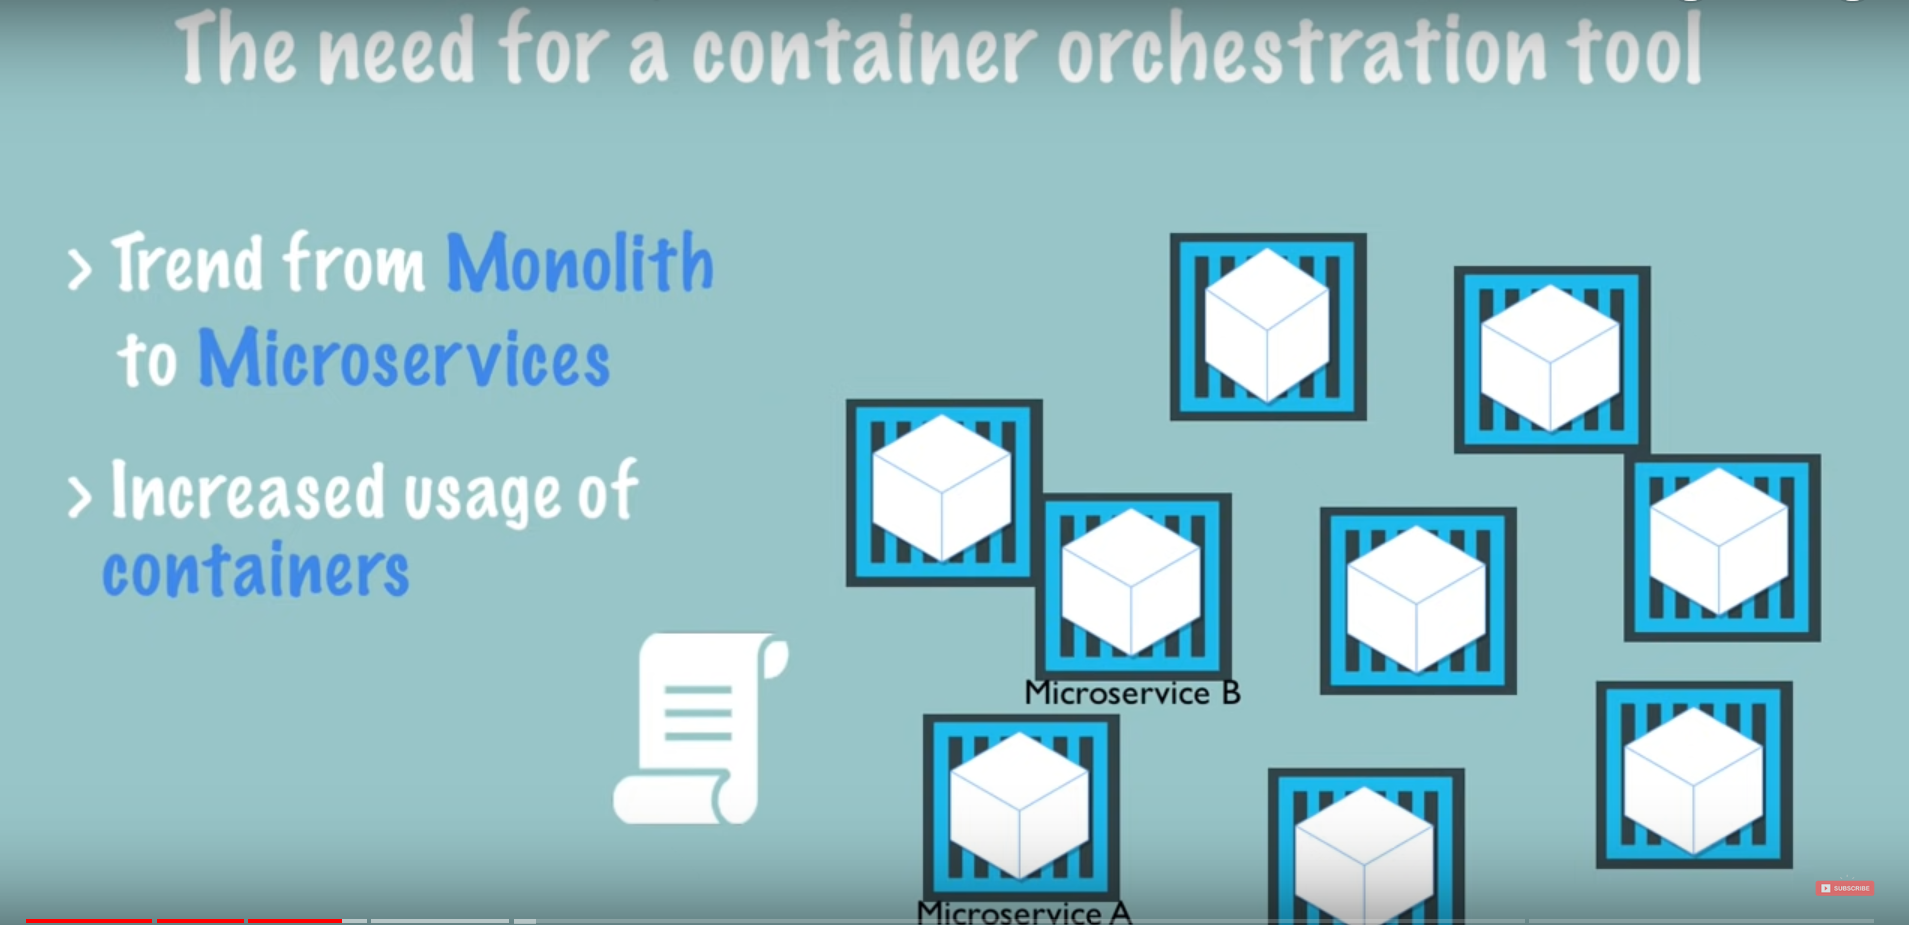 The need for a container orchestration tool
> Trend from Monolith
to Microservices
> Increased usage of
containers
Microservice B
Microservice A
SUBSCRIBE